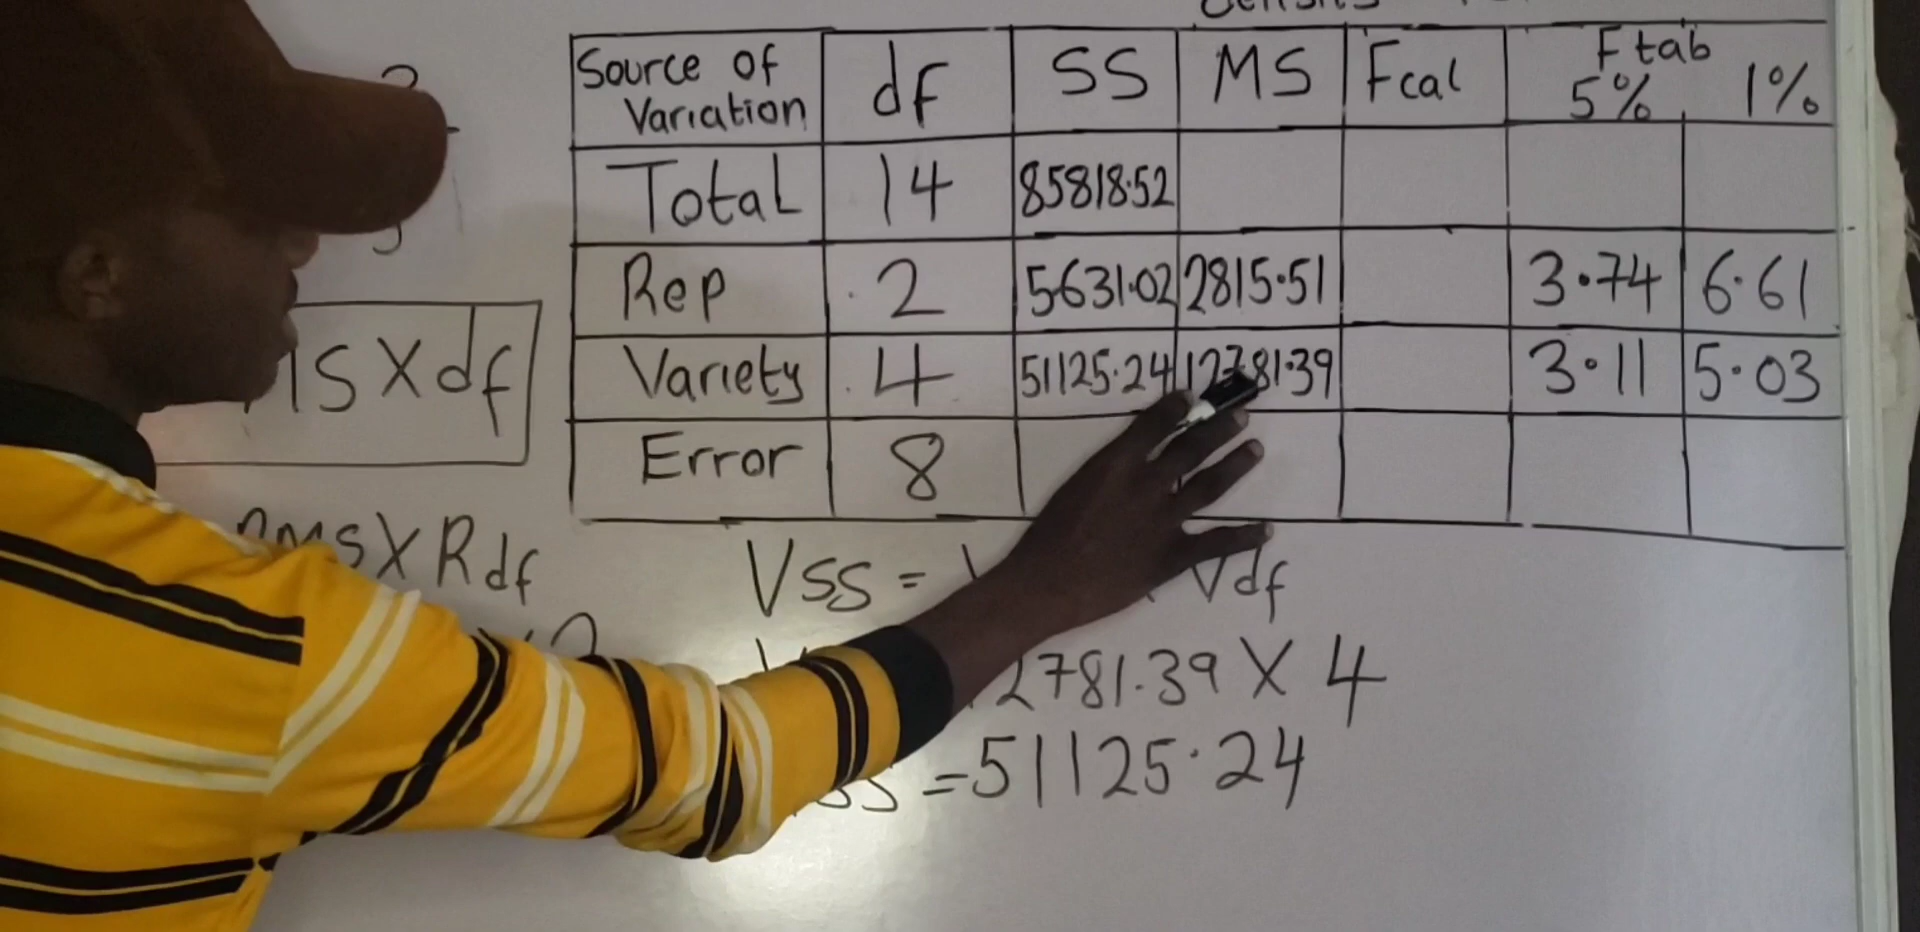 Source of Variation df SS MS Fcal F tab 5% 1%
Total 14 85818.52
Rep 2 5631.02 2815.51 3.74 6.61
Variety 4 51125.24 12781.39 3.11 5.03
Error 8
MS X df
X Rdf
VSS = Vdf
2781.39 X 4
= 51125.24